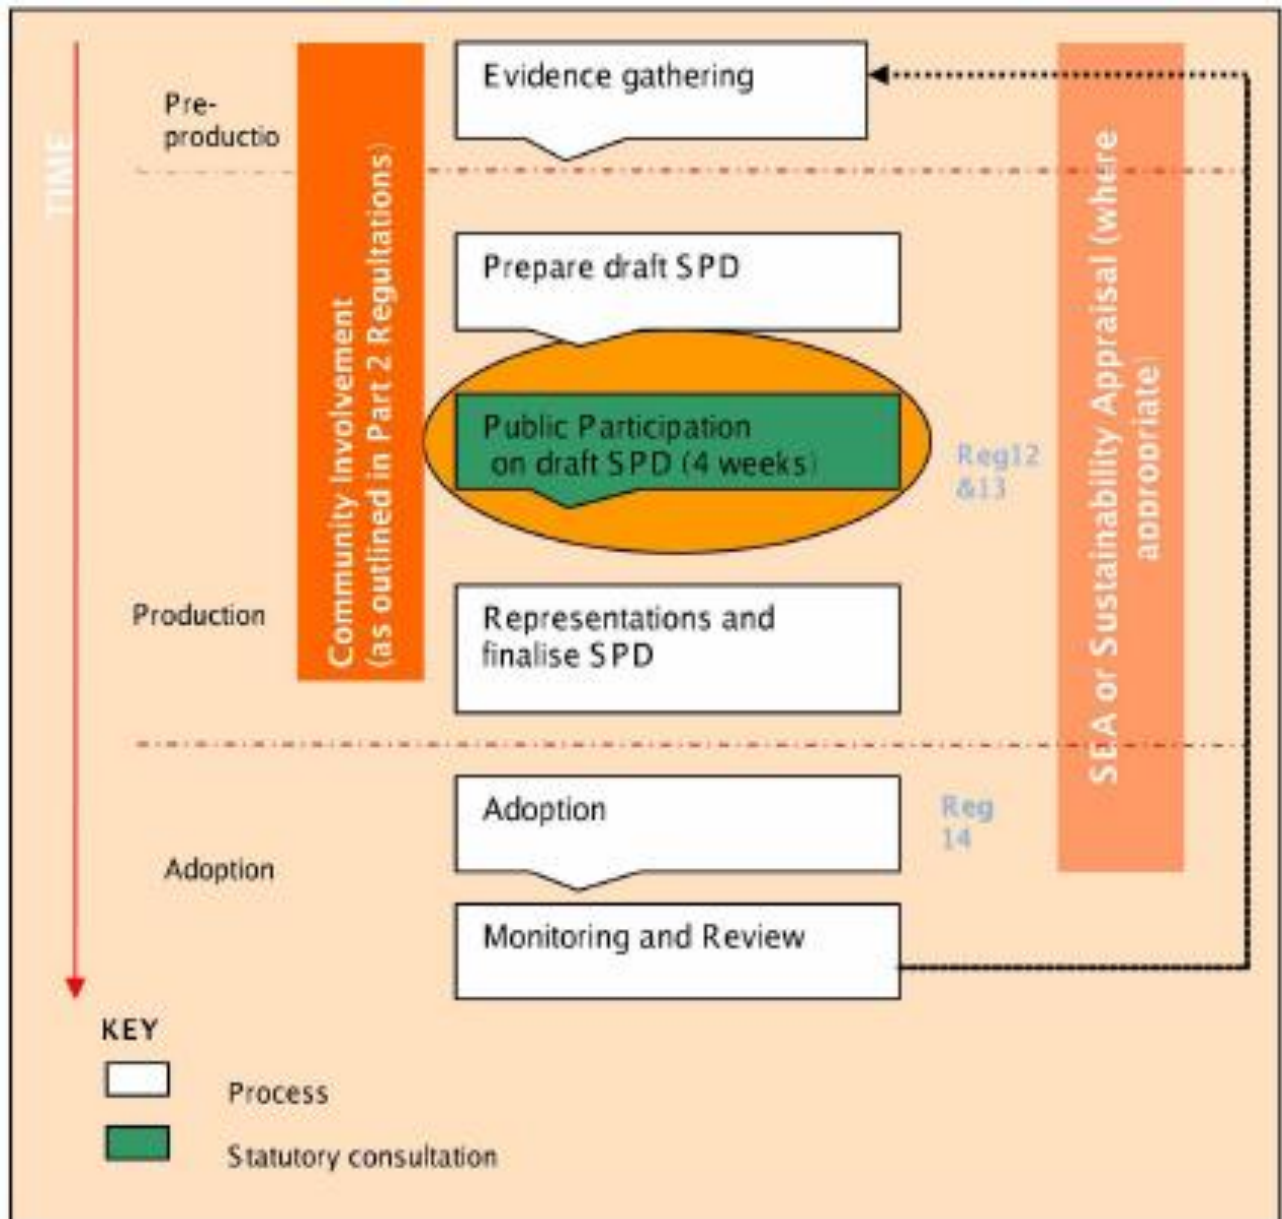 TIME
Pre-
productio
Community Involvement
(as outlined in Part 2 Regultations)
Evidence gathering
Prepare draft SPD
Public Participation
on draft SPD (4 weeks)
Reg12
&13
SEA or Sustainability Appraisal (where
appropriate)
Production
Representations and
finalise SPD
Adoption
Adoption
Reg
14
Monitoring and Review
KEY
Process
Statutory consultation